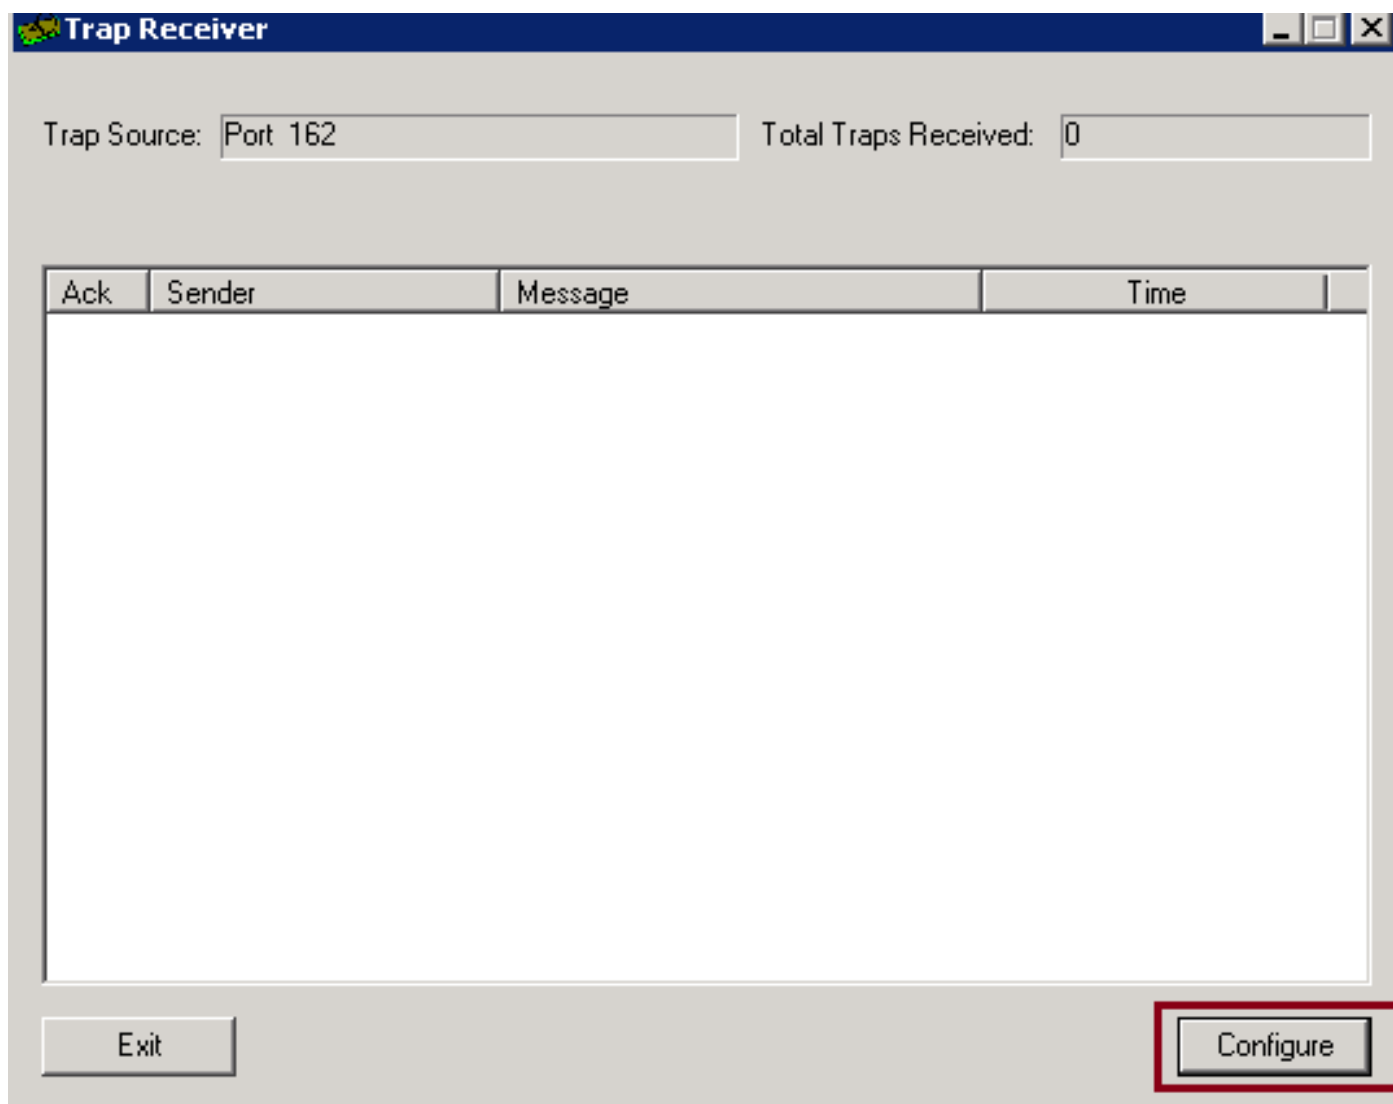 Trap Receiver
Trap Source: Port 162 Total Traps Received: 0
Ack Sender Message Time
Exit Configure